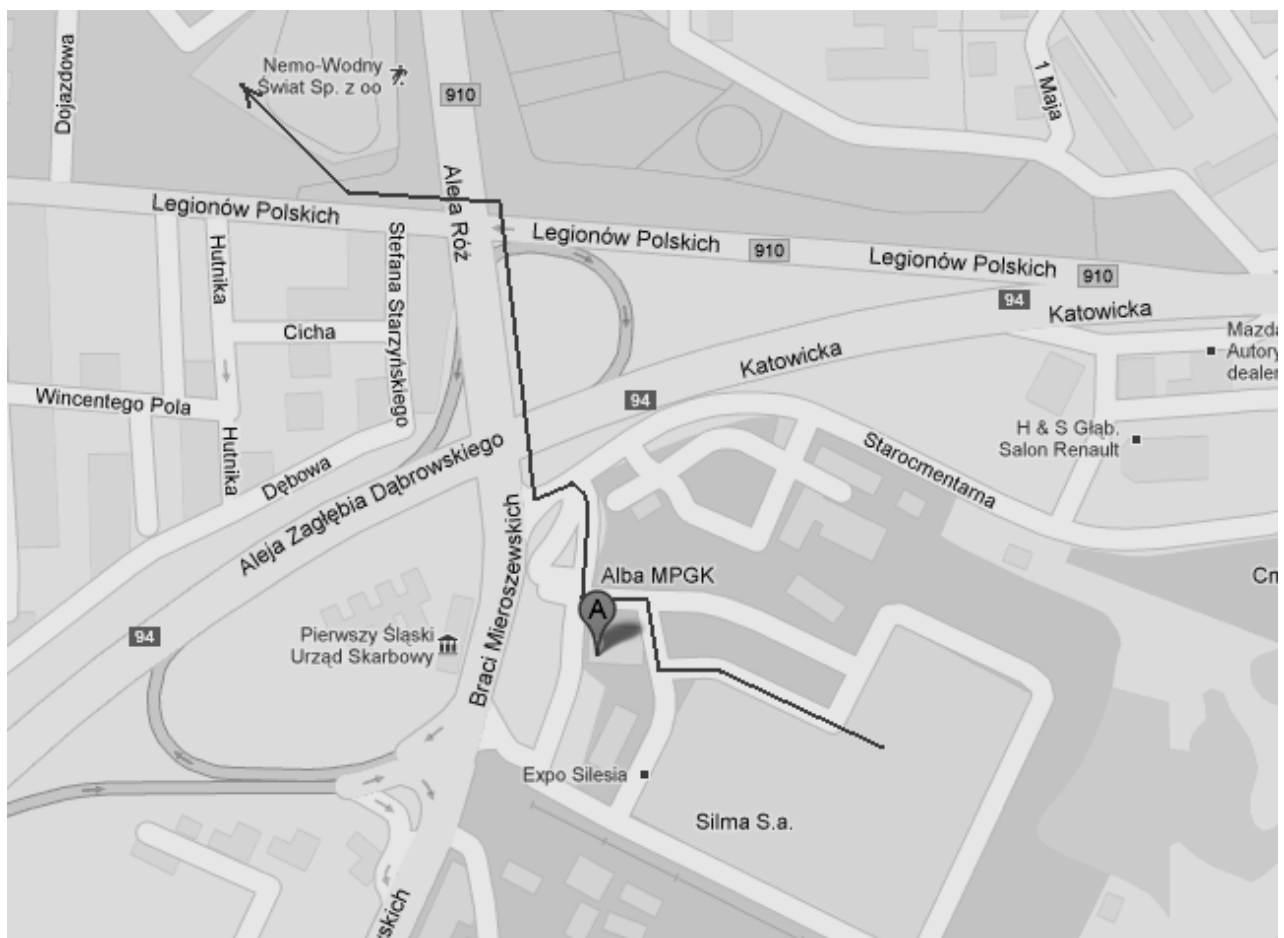 Dojazdowa
Nemo-Wodny
Świat Sp. z oo
910
1 Maja
Aleja Róż
Legionów Polskich
Legionów Polskich
910
Legionów Polskich
910
Hutnika
Stefana Starzyńskiego
94
Katowicka
Cicha
Katowicka
Mazda
Autory
dealer
Wincentego Pola
94
H & S Głąb.
Salon Renault
Hutnika
Dębowa
Starocmentarna
Aleja Zagłębia Dąbrowskiego
Braci Mieroszewskich
Alba MPGK
Cm
A
94
Pierwszy Śląski
Urząd Skarbowy
Expo Silesia
Silma S.a.
wskich